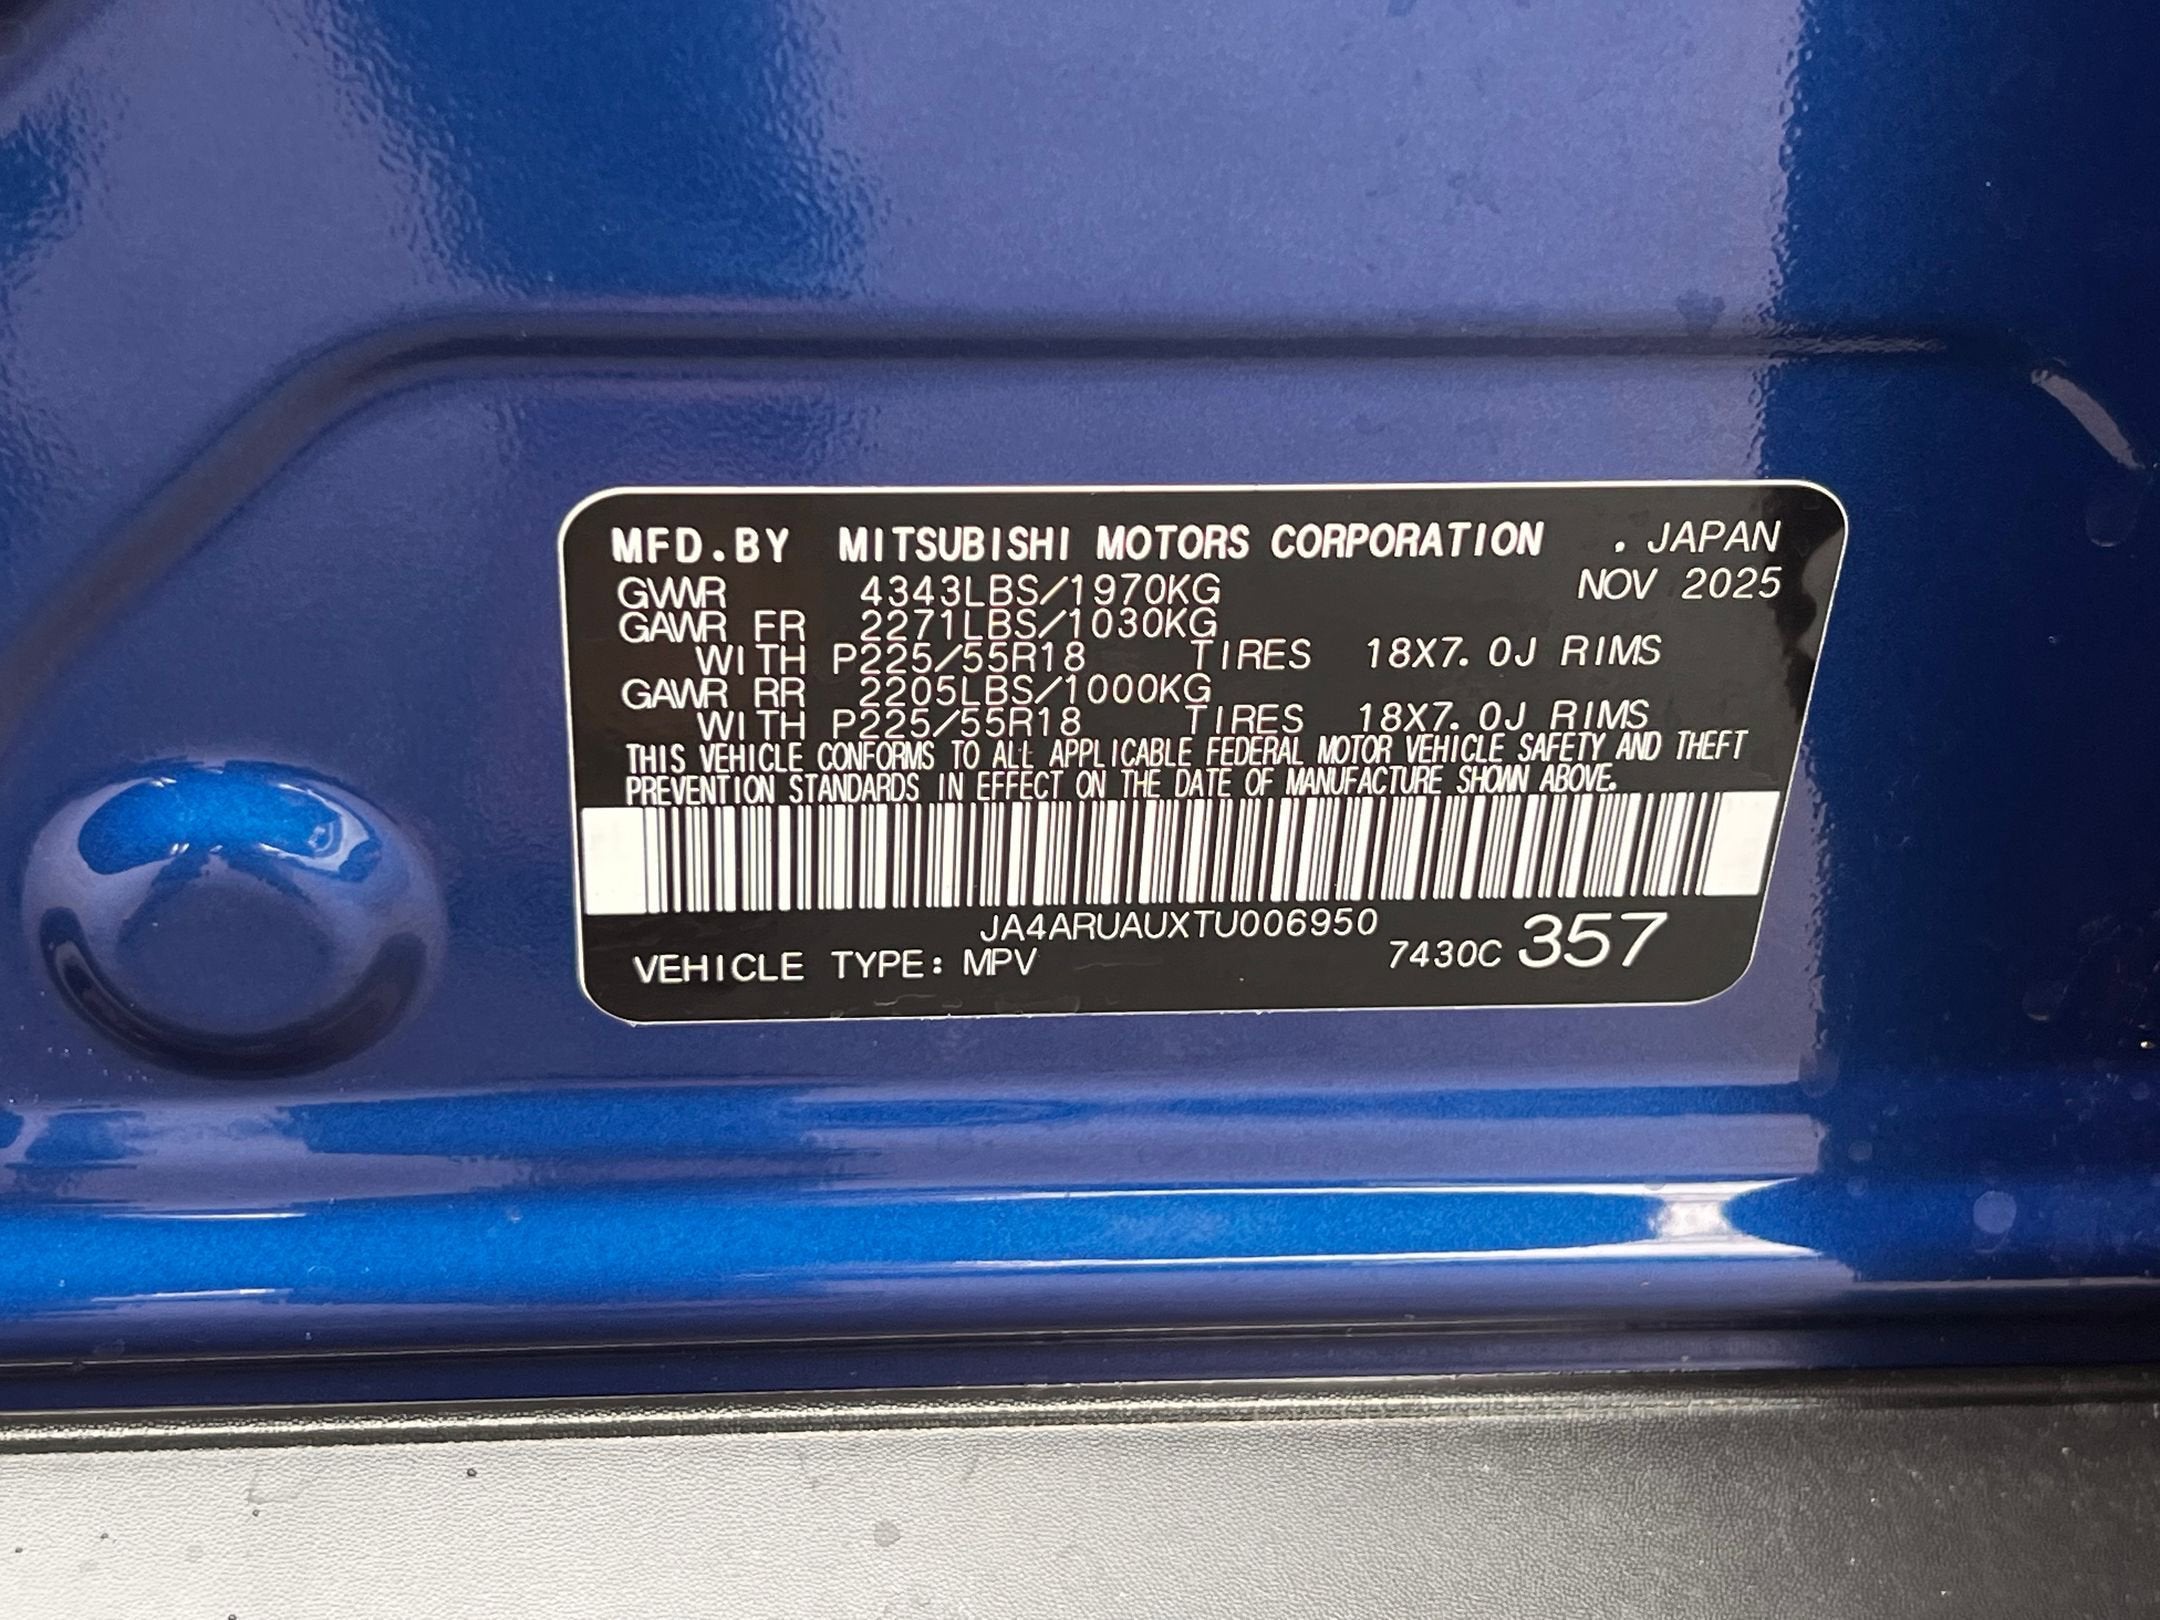 MFD.BY MITSUBISHI MOTORS CORPORATION . JAPAN
GVWR 4343LBS/1970KG NOV 2025
GAWR FR 2271LBS/1030KG
WITH P225/55R18 TIRES 18X7.0J RIMS
GAWR RR 2205LBS/1000KG
WITH P225/55R18 TIRES 18X7.0J RIMS
THIS VEHICLE CONFORMS TO ALL APPLICABLE FEDERAL MOTOR VEHICLE SAFETY AND THEFT
PREVENTION STANDARDS IN EFFECT ON THE DATE OF MANUFACTURE SHOWN ABOVE.
JA4ARUAUXTU006950
VEHICLE TYPE: MPV 7430C 357